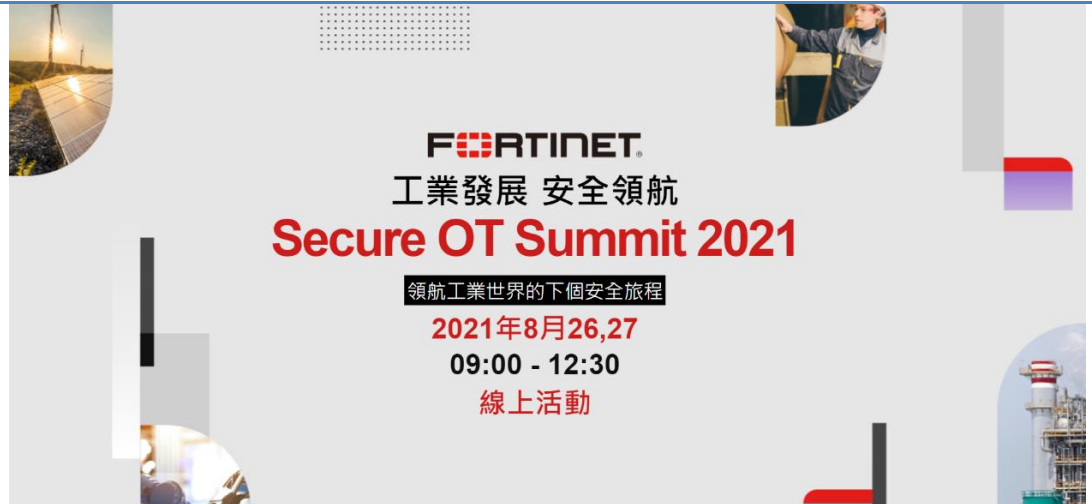 FORTINET®
工業發展 安全領航
Secure OT Summit 2021
領航工業世界的下個安全旅程
2021年8月26,27
09:00 - 12:30
線上活動